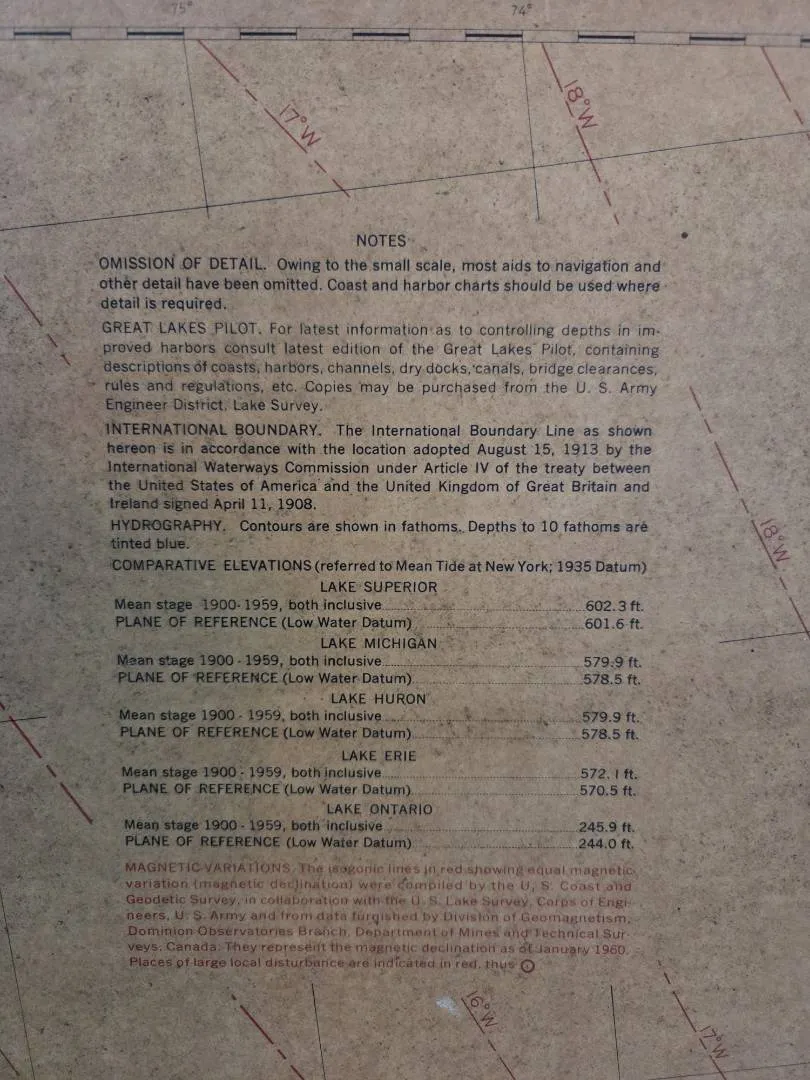 75°
74°
17°W
18°W
NOTES
OMISSION OF DETAIL. Owing to the small scale, most aids to navigation and
other detail have been omitted. Coast and harbor charts should be used where
detail is required.
GREAT LAKES PILOT. For latest information as to controlling depths in im-
proved harbors consult latest edition of the Great Lakes Pilot, containing
descriptions of coasts, harbors, channels, dry docks, canals, bridge clearances,
rules and regulations, etc. Copies may be purchased from the U. S. Army
Engineer District, Lake Survey.
INTERNATIONAL BOUNDARY. The International Boundary Line as shown
hereon is in accordance with the location adopted August 15, 1913 by the
International Waterways Commission under Article IV of the treaty between
the United States of America and the United Kingdom of Great Britain and
Ireland signed April 11, 1908.
HYDROGRAPHY. Contours are shown in fathoms. Depths to 10 fathoms are
tinted blue.
18°W
COMPARATIVE ELEVATIONS (referred to Mean Tide at New York; 1935 Datum)
LAKE SUPERIOR
Mean stage 1900-1959, both inclusive 602.3 ft.
PLANE OF REFERENCE (Low Water Datum) 601.6 ft.
LAKE MICHIGAN
Mean stage 1900 - 1959, both inclusive 579.9 ft.
PLANE OF REFERENCE (Low Water Datum) 578.5 ft.
LAKE HURON
Mean stage 1900 - 1959, both inclusive 579.9 ft.
PLANE OF REFERENCE (Low Water Datum) 578.5 ft.
LAKE ERIE
Mean stage 1900 - 1959, both inclusive 572.1 ft.
PLANE OF REFERENCE (Low Water Datum) 570.5 ft.
LAKE ONTARIO
Mean stage 1900 - 1959, both inclusive 245.9 ft.
PLANE OF REFERENCE (Low Water Datum) 244.0 ft.
MAGNETIC VARIATIONS. The isogonic lines in red showing equal magnetic
variation (magnetic declination) were compiled by the U. S. Coast and
Geodetic Survey, in collaboration with the U. S. Lake Survey, Corps of Engi-
neers, U. S. Army and from data furnished by Division of Geomagnetism,
Dominion Observatories Branch, Department of Mines and Technical Sur-
veys, Canada. They represent the magnetic declination as of January 1960.
Places of large local disturbance are indicated in red, thus
16°W
17°W